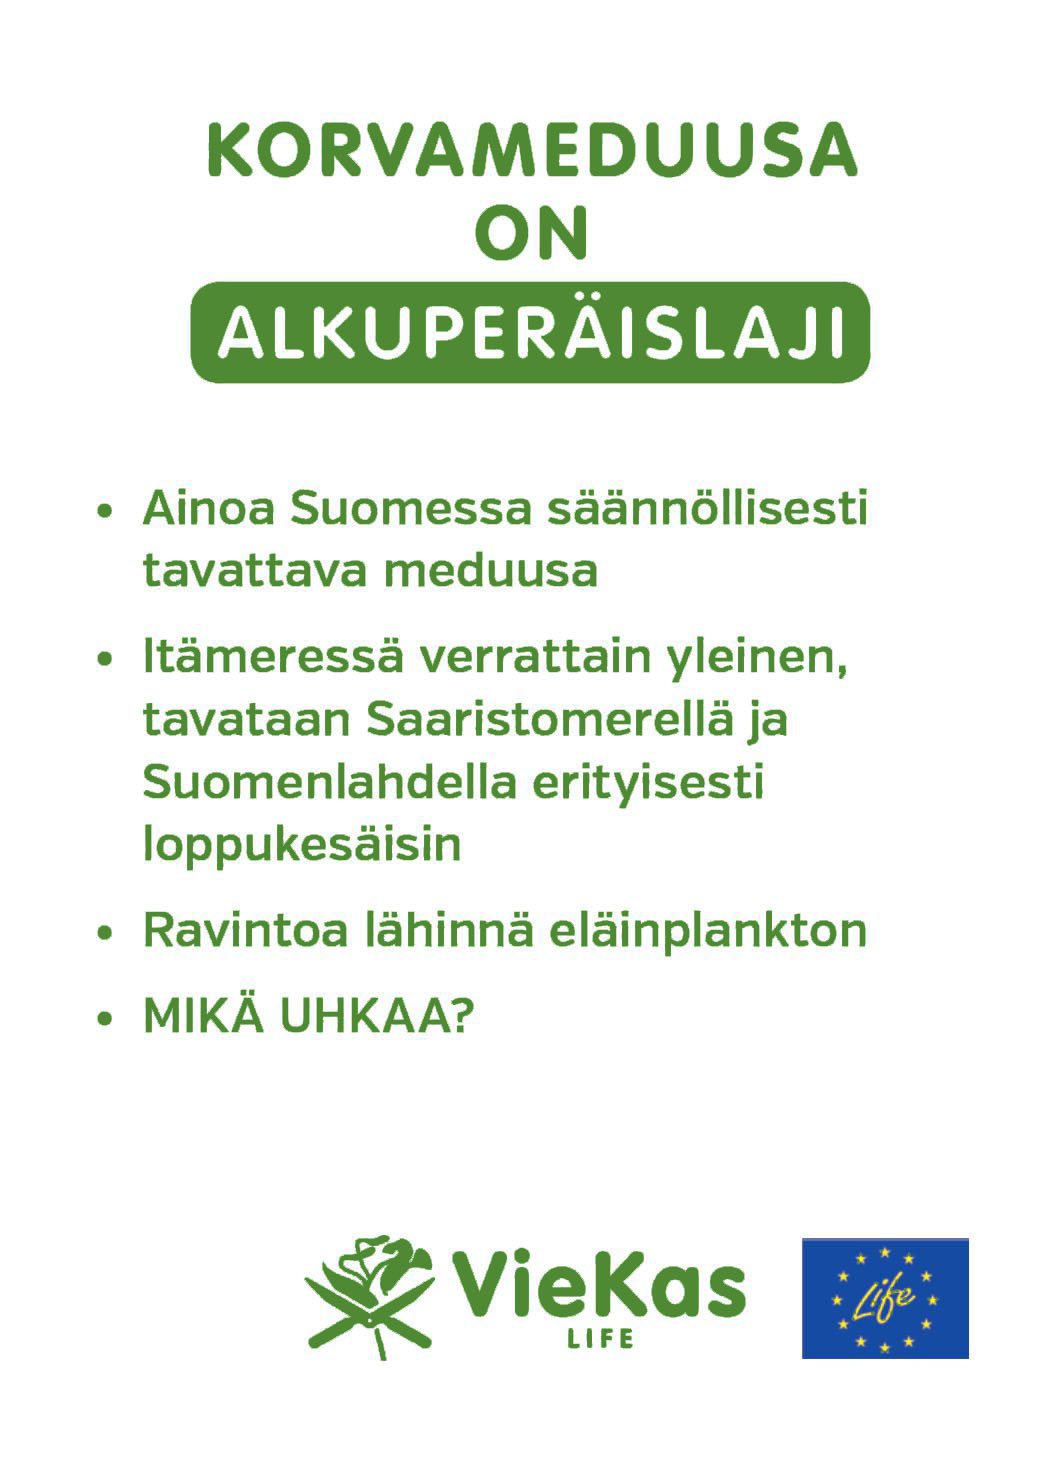 KORVAMEDUUSA
ON
ALKUPERÄISLAJI
• Ainoa Suomessa säännöllisesti
tavattava meduusa
• Itämeressä verrattain yleinen,
tavataan Saaristomerellä ja
Suomenlahdella erityisesti
loppukesäisin
• Ravintoa lähinnä eläinplankton
• MIKÄ UHKAA?
VieKas
LIFE
Life